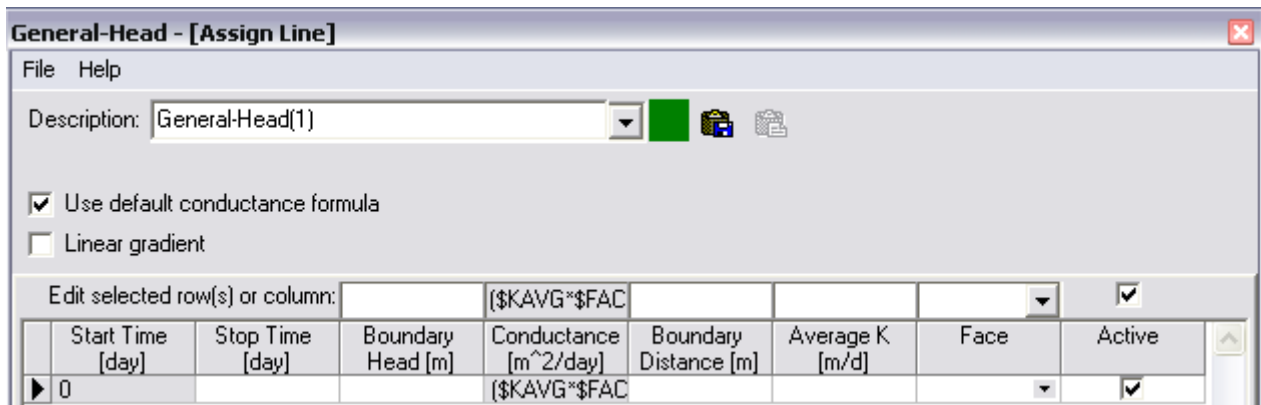 General-Head - [Assign Line]
File Help
Description: General-Head(1)
Use default conductance formula
Linear gradient
Edit selected row(s) or column: ($KAVG*$FAC
Start Time [day] Stop Time [day] Boundary Head [m] Conductance [m^2/day] Boundary Distance [m] Average K [m/d] Face Active
0 ($KAVG*$FAC